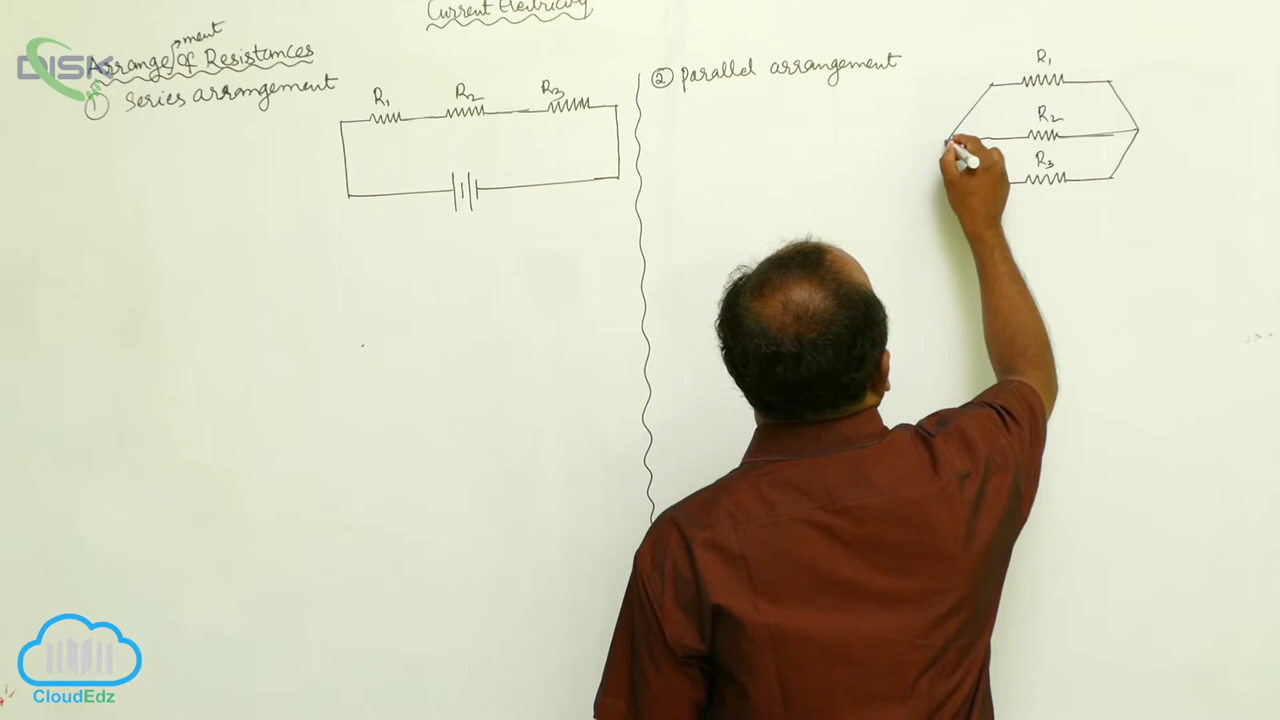 Current Electricity
Arrangement of Resistances
① Series arrangement
R1 R2 R3
② Parallel arrangement
R1
R2
R3
DISK
CloudEdz